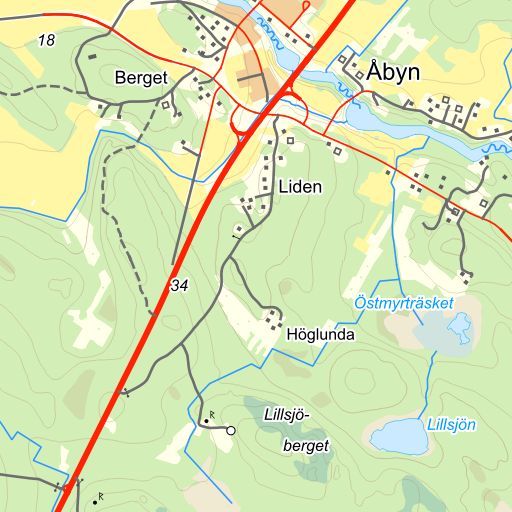 18
Berget
Åbyn
Liden
34
Östmyrträsket
Höglunda
Lillsjö-
berget
Lillsjön
R
R